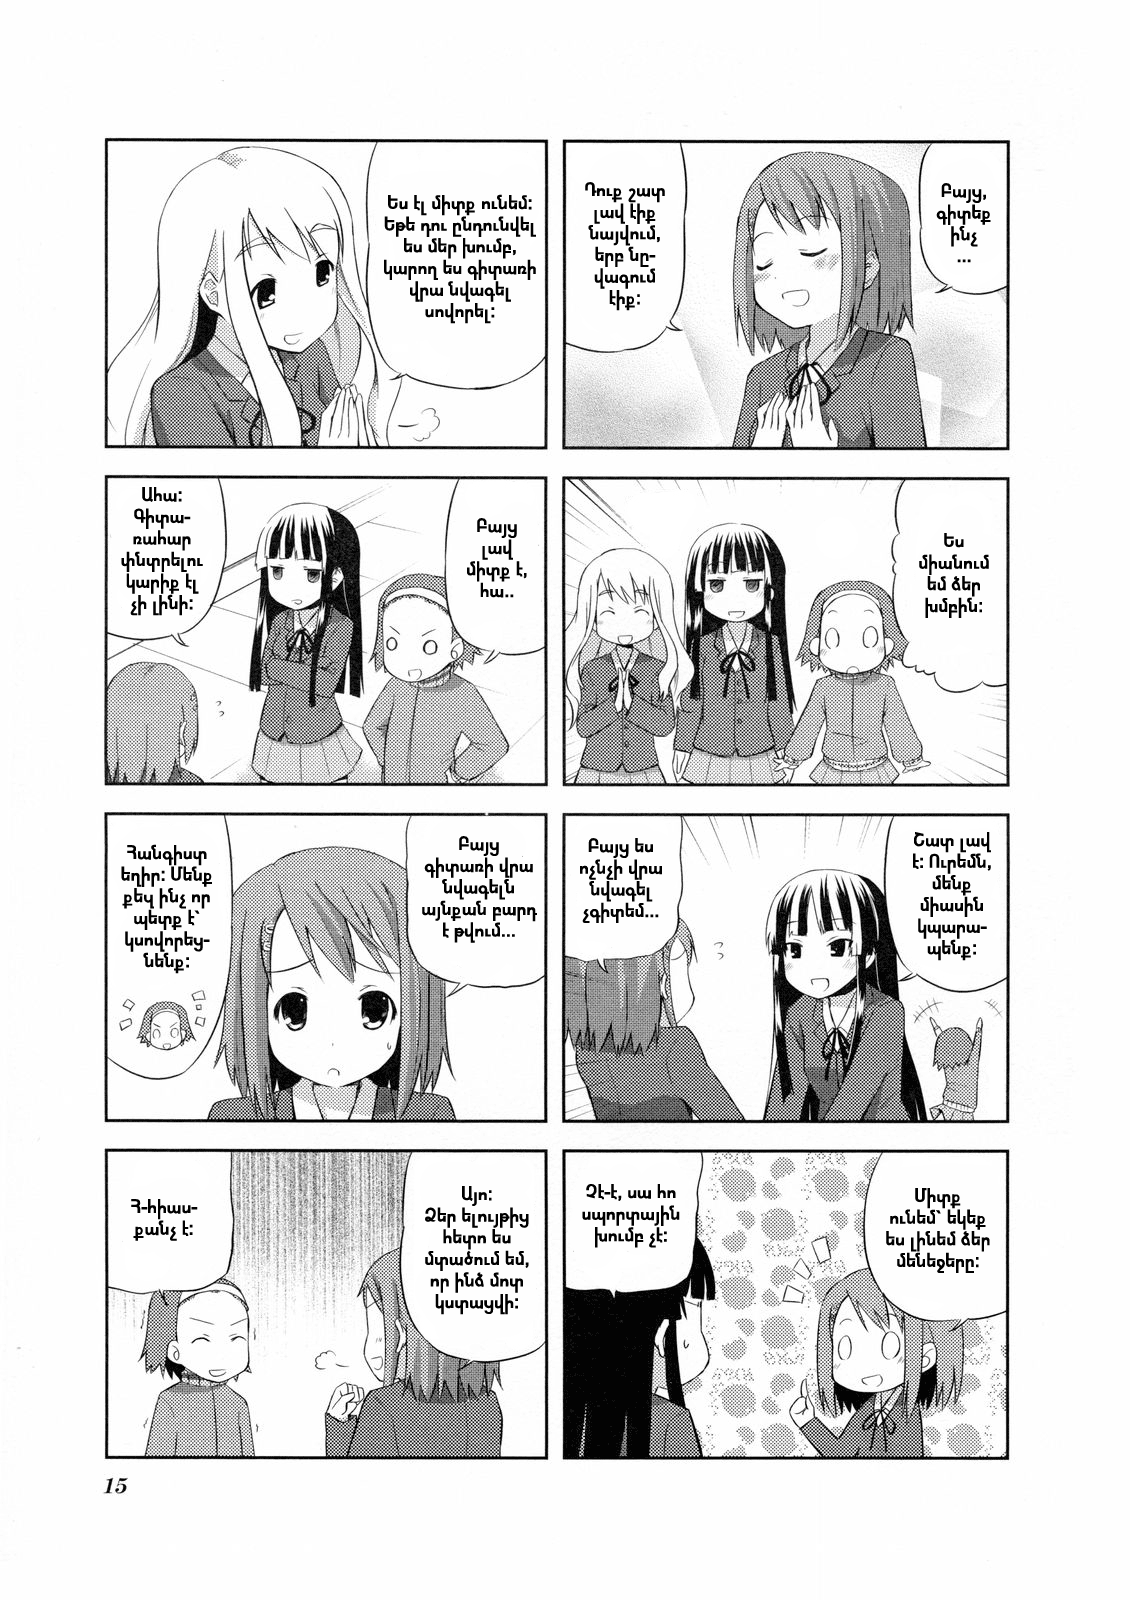 Բայց,
գիտեք
ինչ
...
Դուք շատ
լավ էիք
նայվում,
երբ նը-
վագում
էիք։
Ես
միանում
եմ ձեր
խմբին։
Շատ լավ
է։ Ուրեմն,
մենք
միասին
կպարա-
պենք։
Բայց ես
ոչնչի վրա
նվագել
չգիտեմ...
Միտք
ունեմ՝ եկեք
ես լինեմ ձեր
մենեջերը։
Չէ-է, սա հո
սպորտային
խումբ չէ։
Ես էլ միտք ունեմ։
Եթե դու ընդունվել
ես մեր խումբ,
կարող ես գիտառի
վրա նվագել
սովորել։
Բայց
լավ
միտք է,
հա..
Ահա։
Գիտա-
ռահար
փնտրելու
կարիք էլ
չի լինի։
Բայց
գիտառի վրա
նվագելն
այնքան բարդ
է թվում...
Հանգիստ
եղիր։ Մենք
քեզ ինչ որ
պետք է՝
կսովորեց-
նենք։
Այո։
Ձեր ելույթից
հետո ես
մտածում եմ,
որ ինձ մոտ
կստացվի։
Հ-հիաս-
քանչ է։
15